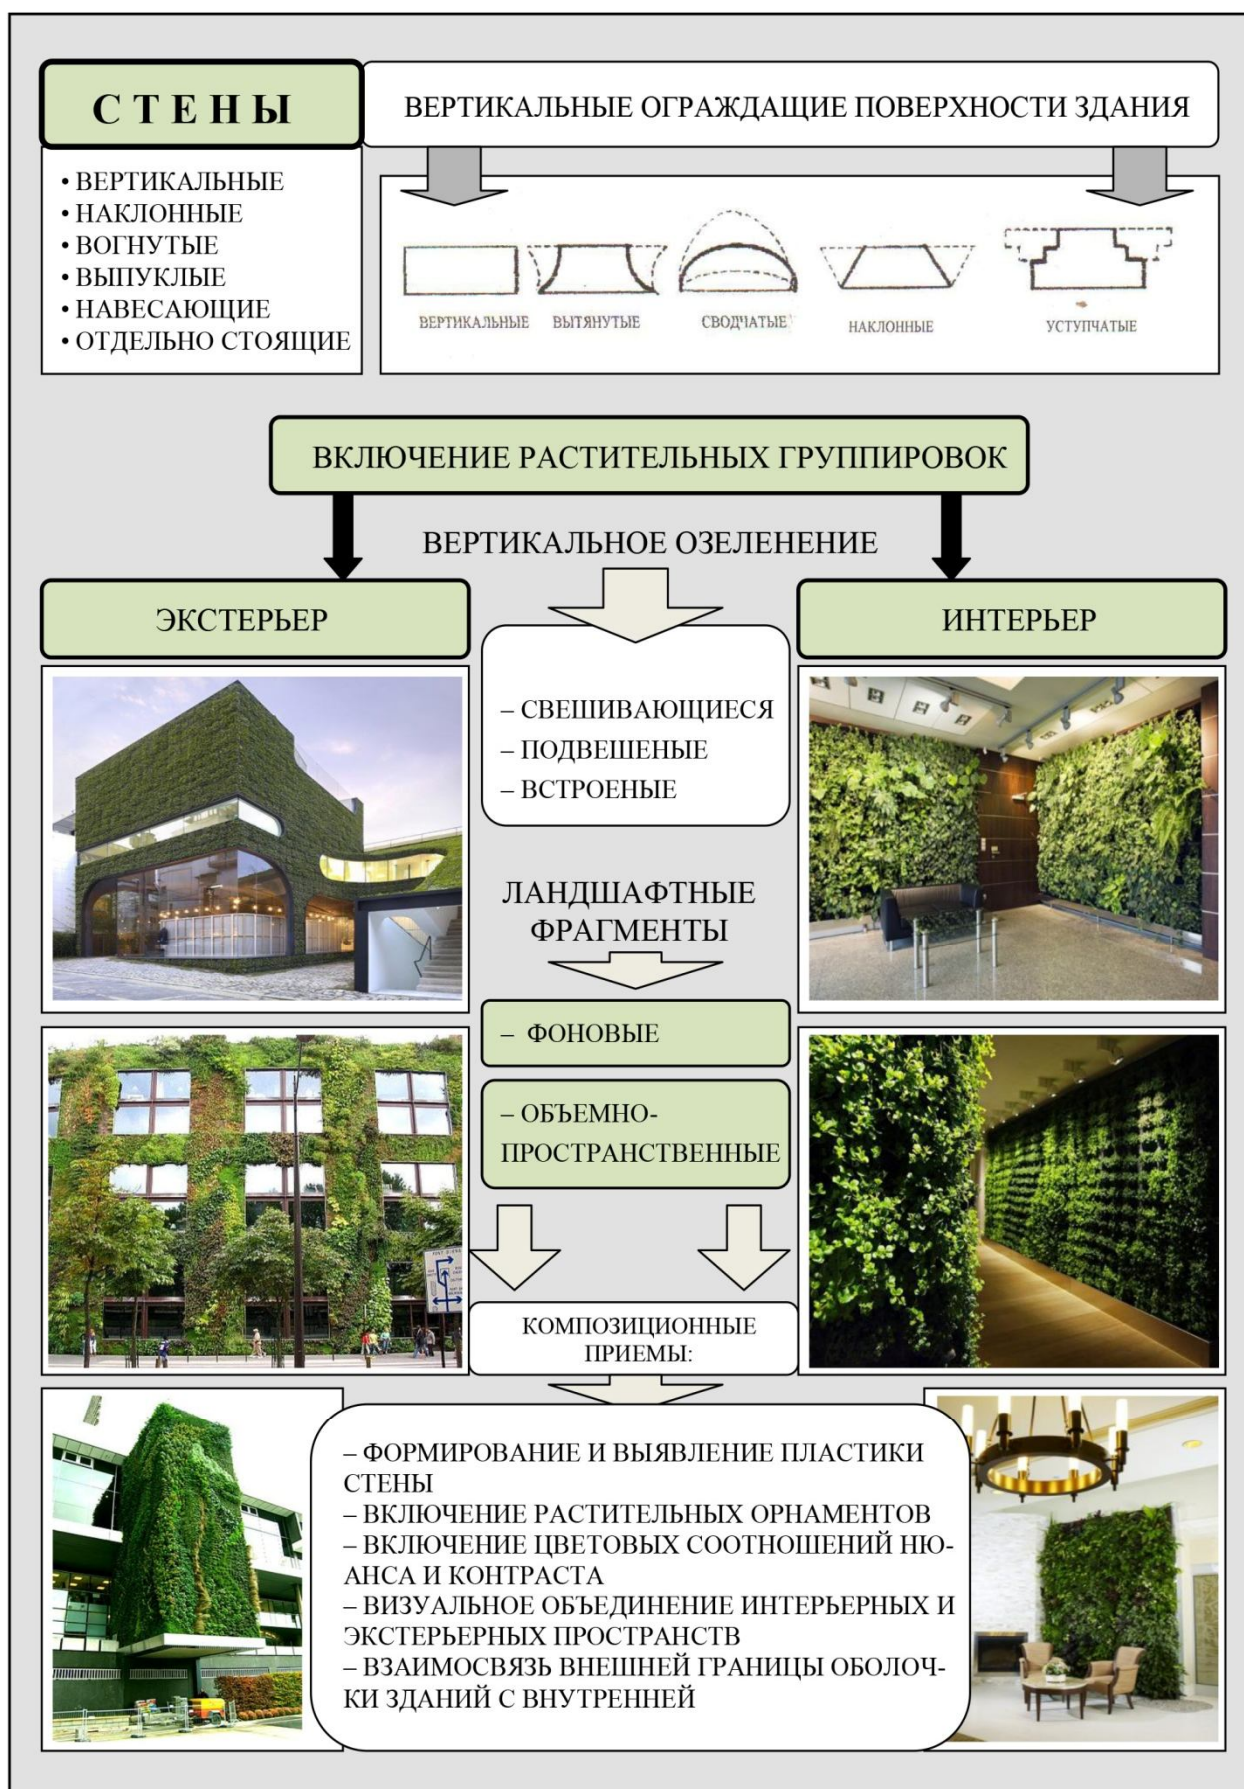 С Т Е Н Ы
ВЕРТИКАЛЬНЫЕ ОГРАЖДАЩИЕ ПОВЕРХНОСТИ ЗДАНИЯ
• ВЕРТИКАЛЬНЫЕ
• НАКЛОННЫЕ
• ВОГНУТЫЕ
• ВЫПУКЛЫЕ
• НАВЕСАЮЩИЕ
• ОТДЕЛЬНО СТОЯЩИЕ
ВЕРТИКАЛЬНЫЕ ВЫТЯНУТЫЕ СВОДЧАТЫЕ НАКЛОННЫЕ УСТУПЧАТЫЕ
ВКЛЮЧЕНИЕ РАСТИТЕЛЬНЫХ ГРУППИРОВОК
ВЕРТИКАЛЬНОЕ ОЗЕЛЕНЕНИЕ
ЭКСТЕРЬЕР
ИНТЕРЬЕР
– СВЕШИВАЮЩИЕСЯ
– ПОДВЕШЕНЫЕ
– ВСТРОЕНЫЕ
ЛАНДШАФТНЫЕ
ФРАГМЕНТЫ
– ФОНОВЫЕ
– ОБЪЕМНО-
ПРОСТРАНСТВЕННЫЕ
КОМПОЗИЦИОННЫЕ
ПРИЕМЫ:
– ФОРМИРОВАНИЕ И ВЫЯВЛЕНИЕ ПЛАСТИКИ
СТЕНЫ
– ВКЛЮЧЕНИЕ РАСТИТЕЛЬНЫХ ОРНАМЕНТОВ
– ВКЛЮЧЕНИЕ ЦВЕТОВЫХ СООТНОШЕНИЙ НЮ-
АНСА И КОНТРАСТА
– ВИЗУАЛЬНОЕ ОБЪЕДИНЕНИЕ ИНТЕРЬЕРНЫХ И
ЭКСТЕРЬЕРНЫХ ПРОСТРАНСТВ
– ВЗАИМОСВЯЗЬ ВНЕШНЕЙ ГРАНИЦЫ ОБОЛОЧ-
КИ ЗДАНИЙ С ВНУТРЕННЕЙ